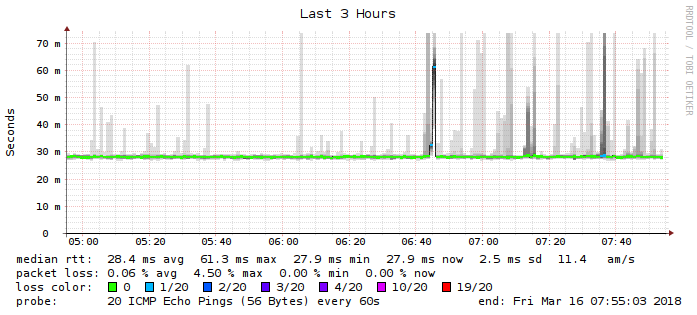 Last 3 Hours
RRDTOOL / TOBI OETIKER
Seconds
70 m
60 m
50 m
40 m
30 m
20 m
10 m
0
05:00 05:20 05:40 06:00 06:20 06:40 07:00 07:20 07:40
median rtt: 28.4 ms avg 61.3 ms max 27.9 ms min 27.9 ms now 2.5 ms sd 11.4 am/s
packet loss: 0.06 % avg 4.50 % max 0.00 % min 0.00 % now
loss color: 0 1/20 2/20 3/20 4/20 10/20 19/20
probe: 20 ICMP Echo Pings (56 Bytes) every 60s end: Fri Mar 16 07:55:03 2018